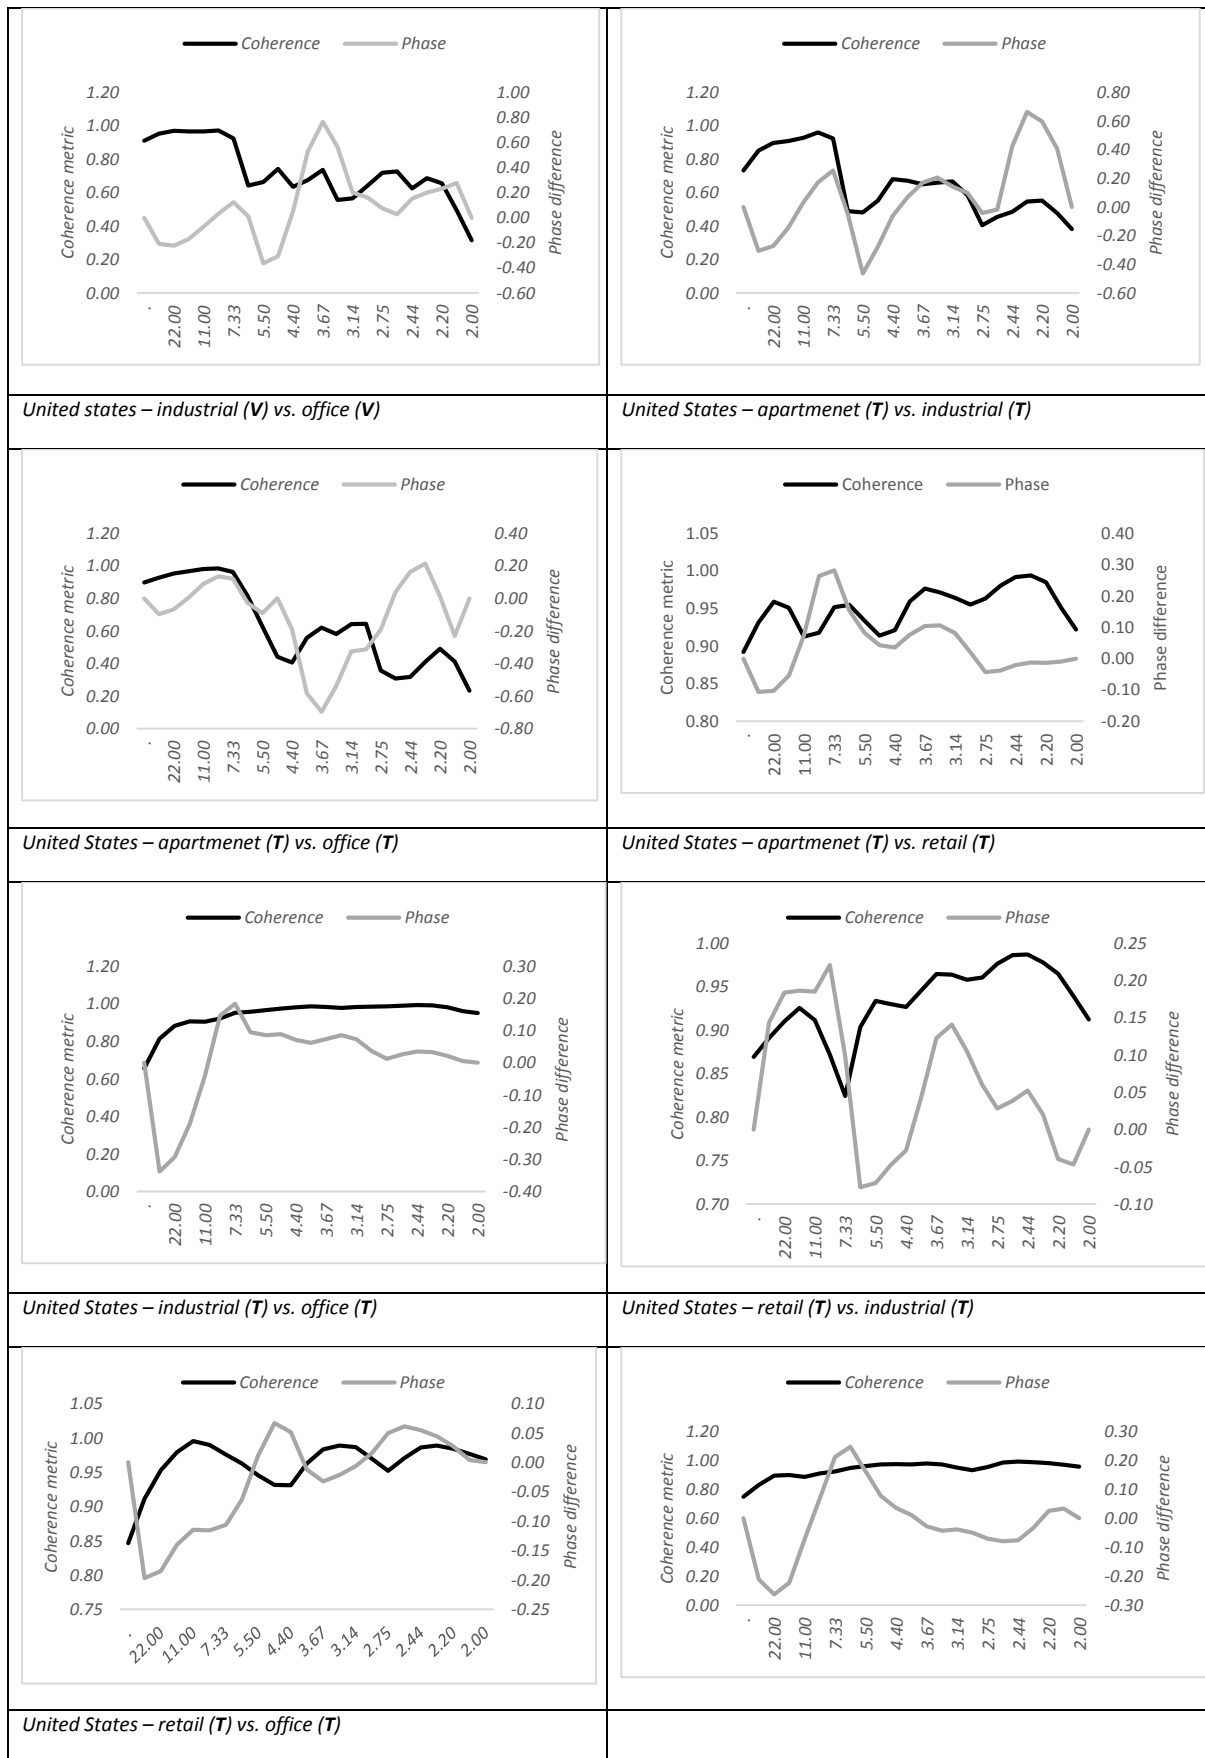 Coherence Phase
1.20 1.00
1.00 0.80
0.80 0.60
0.60 0.40
0.40 0.20
0.20 0.00
0.00 -0.20
-0.40
-0.60
Coherence metric
Phase difference
. 22.00 11.00 7.33 5.50 4.40 3.67 3.14 2.75 2.44 2.20 2.00
Coherence Phase
1.20 0.80
1.00 0.60
0.80 0.40
0.60 0.20
0.40 0.00
0.20 -0.20
0.00 -0.40
-0.60
Coherence metric
Phase difference
. 22.00 11.00 7.33 5.50 4.40 3.67 3.14 2.75 2.44 2.20 2.00
United states – industrial (V) vs. office (V)
United States – apartmenet (T) vs. industrial (T)
Coherence Phase
1.20 0.40
1.00 0.20
0.80 0.00
0.60 -0.20
0.40 -0.40
0.20 -0.60
0.00 -0.80
Coherence metric
Phase difference
. 22.00 11.00 7.33 5.50 4.40 3.67 3.14 2.75 2.44 2.20 2.00
Coherence Phase
1.05 0.40
1.00 0.30
0.95 0.20
0.90 0.10
0.85 0.00
0.80 -0.10
-0.20
Coherence metric
Phase difference
. 22.00 11.00 7.33 5.50 4.40 3.67 3.14 2.75 2.44 2.20 2.00
United States – apartmenet (T) vs. office (T)
United States – apartmenet (T) vs. retail (T)
Coherence Phase
1.20 0.30
1.00 0.20
0.80 0.10
0.60 0.00
0.40 -0.10
0.20 -0.20
0.00 -0.30
-0.40
Coherence metric
Phase difference
. 22.00 11.00 7.33 5.50 4.40 3.67 3.14 2.75 2.44 2.20 2.00
Coherence Phase
1.00 0.25
0.95 0.20
0.90 0.15
0.85 0.10
0.80 0.05
0.75 0.00
0.70 -0.05
-0.10
Coherence metric
Phase difference
. 22.00 11.00 7.33 5.50 4.40 3.67 3.14 2.75 2.44 2.20 2.00
United States – industrial (T) vs. office (T)
United States – retail (T) vs. industrial (T)
Coherence Phase
1.05 0.10
1.00 0.05
0.95 0.00
0.90 -0.05
0.85 -0.10
0.80 -0.15
0.75 -0.20
-0.25
Coherence metric
Phase difference
. 22.00 11.00 7.33 5.50 4.40 3.67 3.14 2.75 2.44 2.20 2.00
Coherence Phase
1.20 0.30
1.00 0.20
0.80 0.10
0.60 0.00
0.40 -0.10
0.20 -0.20
0.00 -0.30
Coherence metric
Phase difference
. 22.00 11.00 7.33 5.50 4.40 3.67 3.14 2.75 2.44 2.20 2.00
United States – retail (T) vs. office (T)